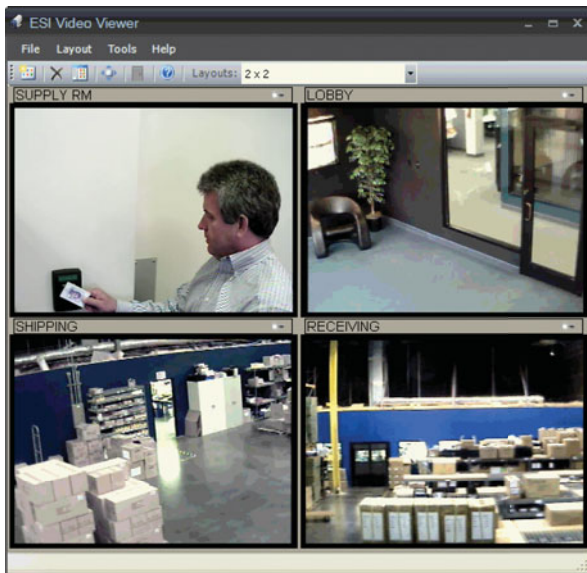 ESI Video Viewer
File Layout Tools Help
Layouts: 2 x 2
SUPPLY RM
LOBBY
SHIPPING
RECEIVING